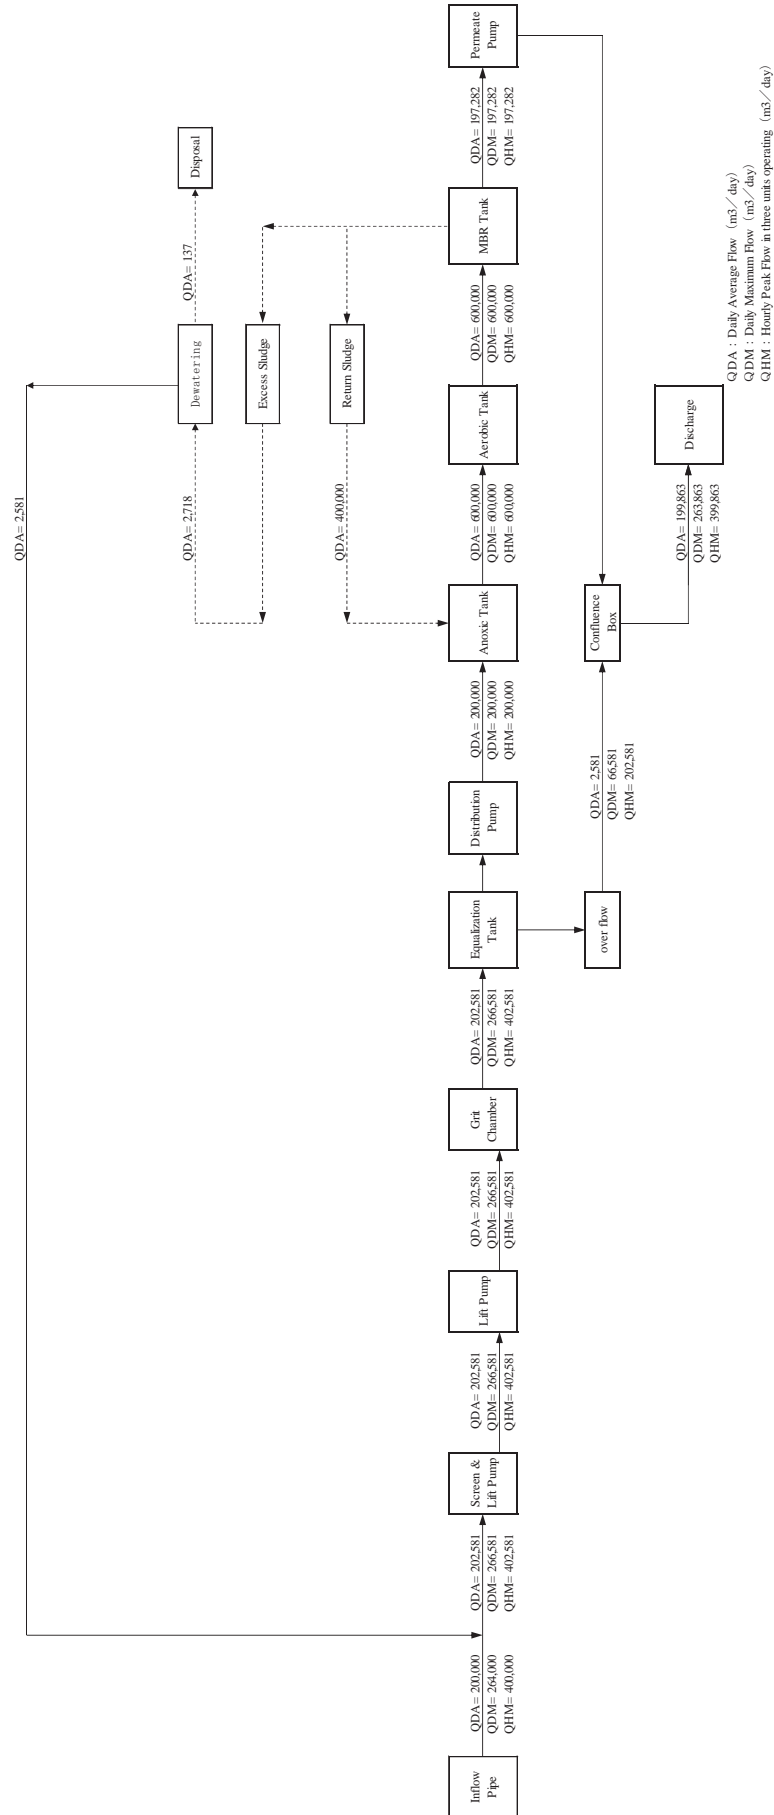 QDA= 2,581
Disposal
QDA= 137
Dewatering
QDA= 2,718
Excess Sludge
Return Sludge
QDA= 400,000
Inflow
Pipe
QDA= 200,000
QDM= 264,000
QHM= 400,000
QDA= 202,581
QDM= 266,581
QHM= 402,581
Screen &
Lift Pump
QDA= 202,581
QDM= 266,581
QHM= 402,581
Lift Pump
QDA= 202,581
QDM= 266,581
QHM= 402,581
Grit
Chamber
QDA= 202,581
QDM= 266,581
QHM= 402,581
Equalization
Tank
Distribution
Pump
QDA= 200,000
QDM= 200,000
QHM= 200,000
Anoxic Tank
QDA= 600,000
QDM= 600,000
QHM= 600,000
Aerobic Tank
QDA= 600,000
QDM= 600,000
QHM= 600,000
MBR Tank
QDA= 197,282
QDM= 197,282
QHM= 197,282
Permeate
Pump
over flow
QDA= 2,581
QDM= 66,581
QHM= 202,581
Confluence
Box
QDA= 199,863
QDM= 263,863
QHM= 399,863
Discharge
QDA : Daily Average Flow (m3/day)
QDM : Daily Maximum Flow (m3/day)
QHM : Hourly Peak Flow in three units operating (m3/day)